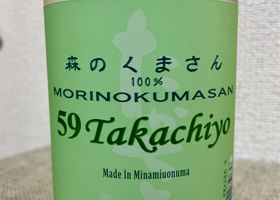 森のくまさん
100%
MORINOKUMASAN
59 Takachiyo
Made In Minamiuonuma